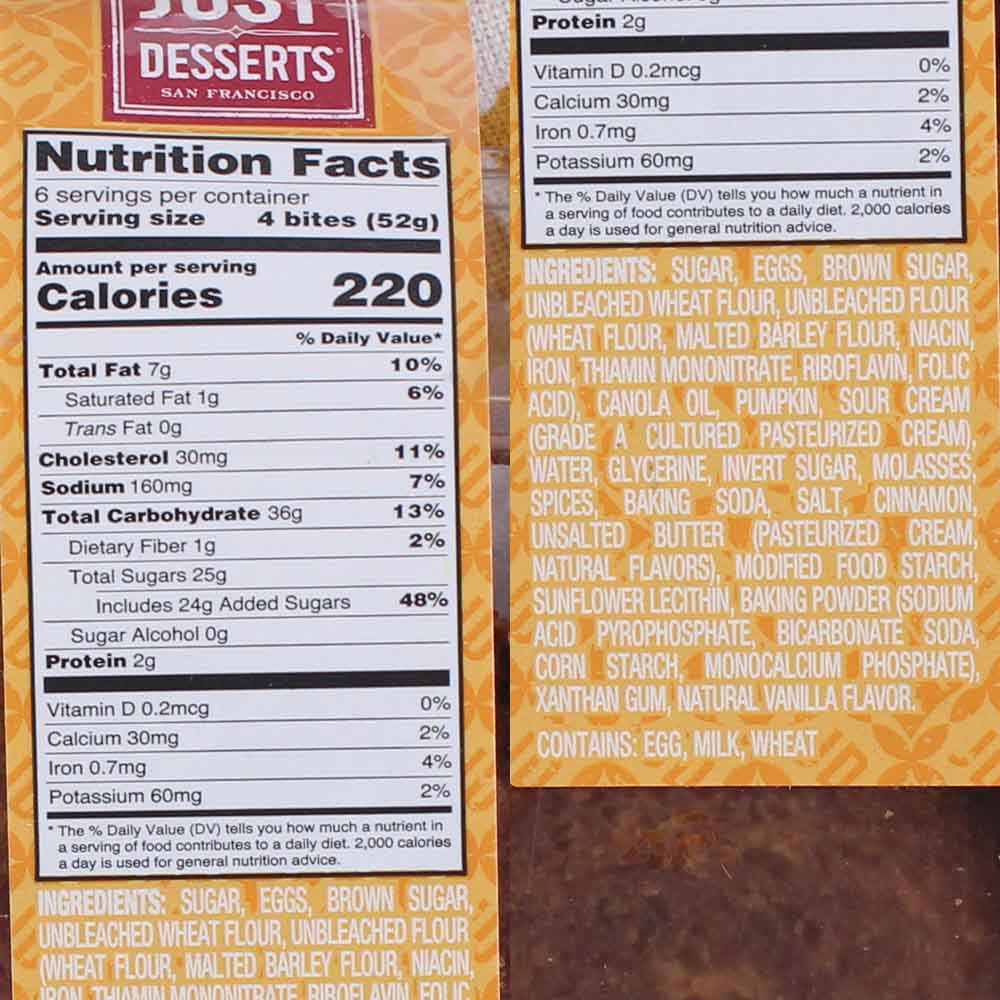 JUST
DESSERTS®
SAN FRANCISCO
Nutrition Facts
6 servings per container
Serving size 4 bites (52g)
Amount per serving
Calories 220
% Daily Value*
Total Fat 7g 10%
Saturated Fat 1g 6%
Trans Fat 0g
Cholesterol 30mg 11%
Sodium 160mg 7%
Total Carbohydrate 36g 13%
Dietary Fiber 1g 2%
Total Sugars 25g
Includes 24g Added Sugars 48%
Sugar Alcohol 0g
Protein 2g
Vitamin D 0.2mcg 0%
Calcium 30mg 2%
Iron 0.7mg 4%
Potassium 60mg 2%
* The % Daily Value (DV) tells you how much a nutrient in
a serving of food contributes to a daily diet. 2,000 calories
a day is used for general nutrition advice.
INGREDIENTS: SUGAR, EGGS, BROWN SUGAR,
UNBLEACHED WHEAT FLOUR, UNBLEACHED FLOUR
(WHEAT FLOUR, MALTED BARLEY FLOUR, NIACIN,
IRON, THIAMIN MONONITRATE, RIBOFLAVIN, FOLIC
Sugar Alcohol 0g
Protein 2g
Vitamin D 0.2mcg 0%
Calcium 30mg 2%
Iron 0.7mg 4%
Potassium 60mg 2%
* The % Daily Value (DV) tells you how much a nutrient in
a serving of food contributes to a daily diet. 2,000 calories
a day is used for general nutrition advice.
INGREDIENTS: SUGAR, EGGS, BROWN SUGAR,
UNBLEACHED WHEAT FLOUR, UNBLEACHED FLOUR
(WHEAT FLOUR, MALTED BARLEY FLOUR, NIACIN,
IRON, THIAMIN MONONITRATE, RIBOFLAVIN, FOLIC
ACID), CANOLA OIL, PUMPKIN, SOUR CREAM
(GRADE A CULTURED PASTEURIZED CREAM),
WATER, GLYCERINE, INVERT SUGAR, MOLASSES,
SPICES, BAKING SODA, SALT, CINNAMON,
UNSALTED BUTTER (PASTEURIZED CREAM,
NATURAL FLAVORS), MODIFIED FOOD STARCH,
SUNFLOWER LECITHIN, BAKING POWDER (SODIUM
ACID PYROPHOSPHATE, BICARBONATE SODA,
CORN STARCH, MONOCALCIUM PHOSPHATE),
XANTHAN GUM, NATURAL VANILLA FLAVOR.
CONTAINS: EGG, MILK, WHEAT